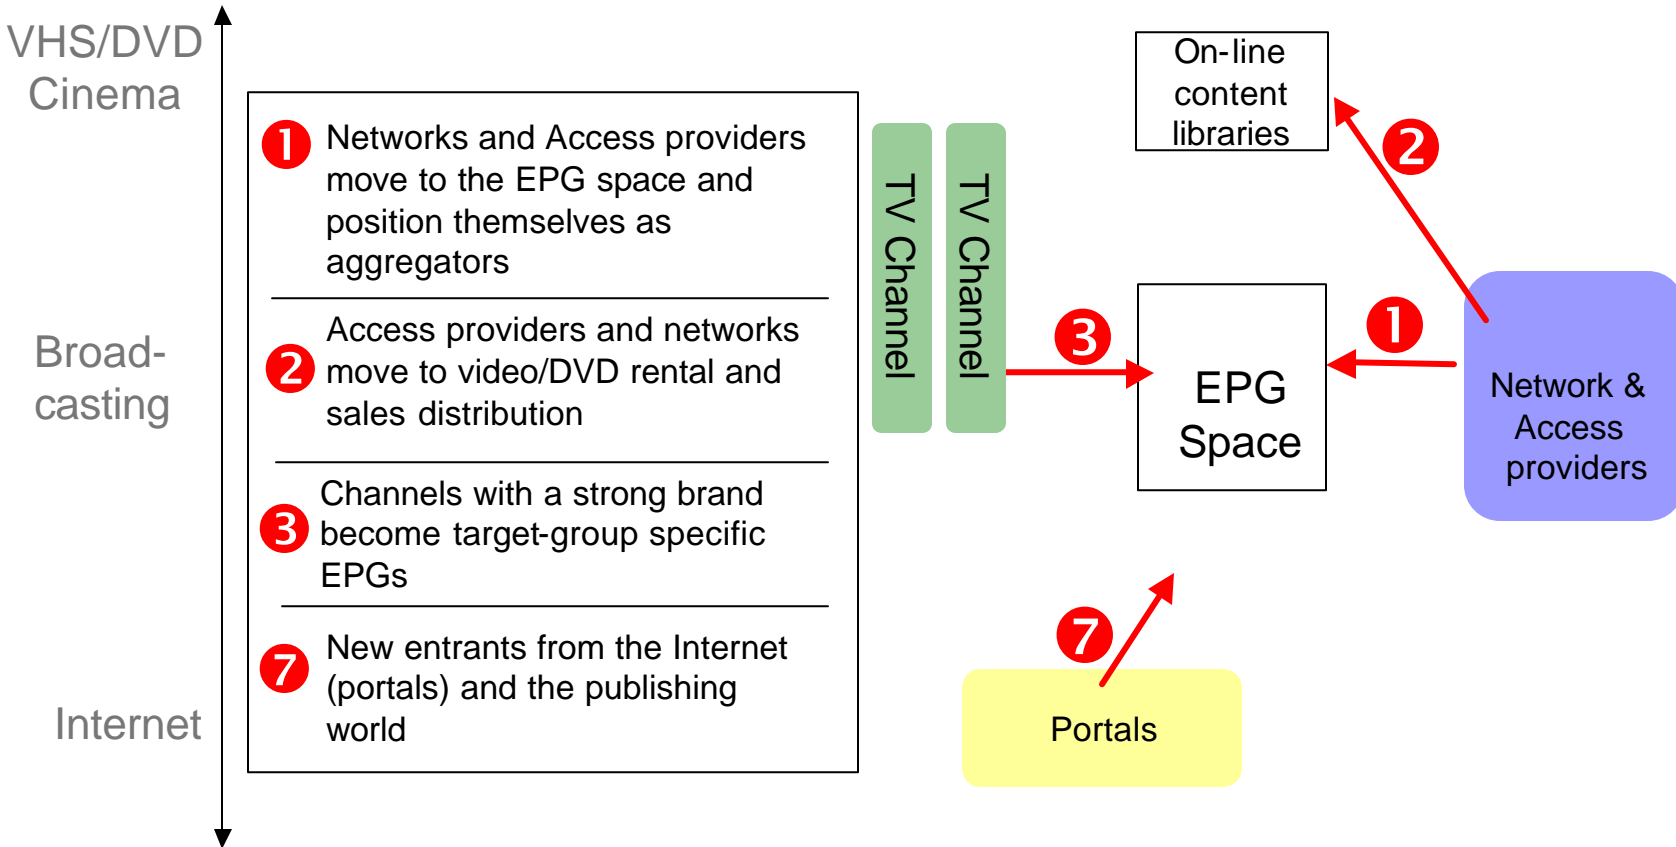 VHS/DVD
Cinema
Broad-
casting
Internet
1
Networks and Access providers
move to the EPG space and
position themselves as
aggregators
2
Access providers and networks
move to video/DVD rental and
sales distribution
3
Channels with a strong brand
become target-group specific
EPGs
7
New entrants from the Internet
(portals) and the publishing
world
TV Channel
TV Channel
3
On-line
content
libraries
2
EPG
Space
1
Network &
Access
providers
7
Portals